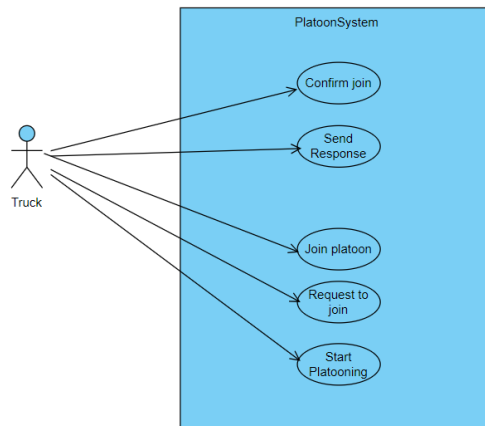 PlatoonSystem
Confirm join
Send
Response
Truck
Join platoon
Request to
join
Start
Platooning